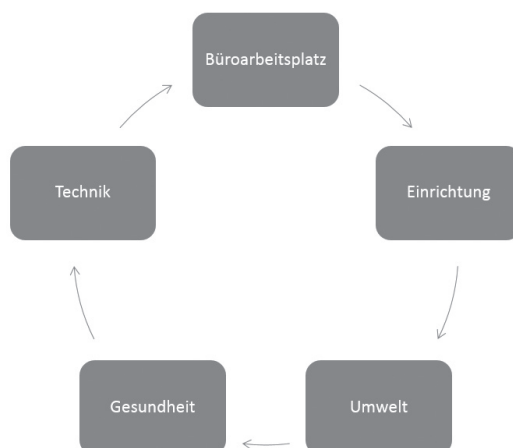 Büroarbeitsplatz
Einrichtung
Umwelt
Gesundheit
Technik